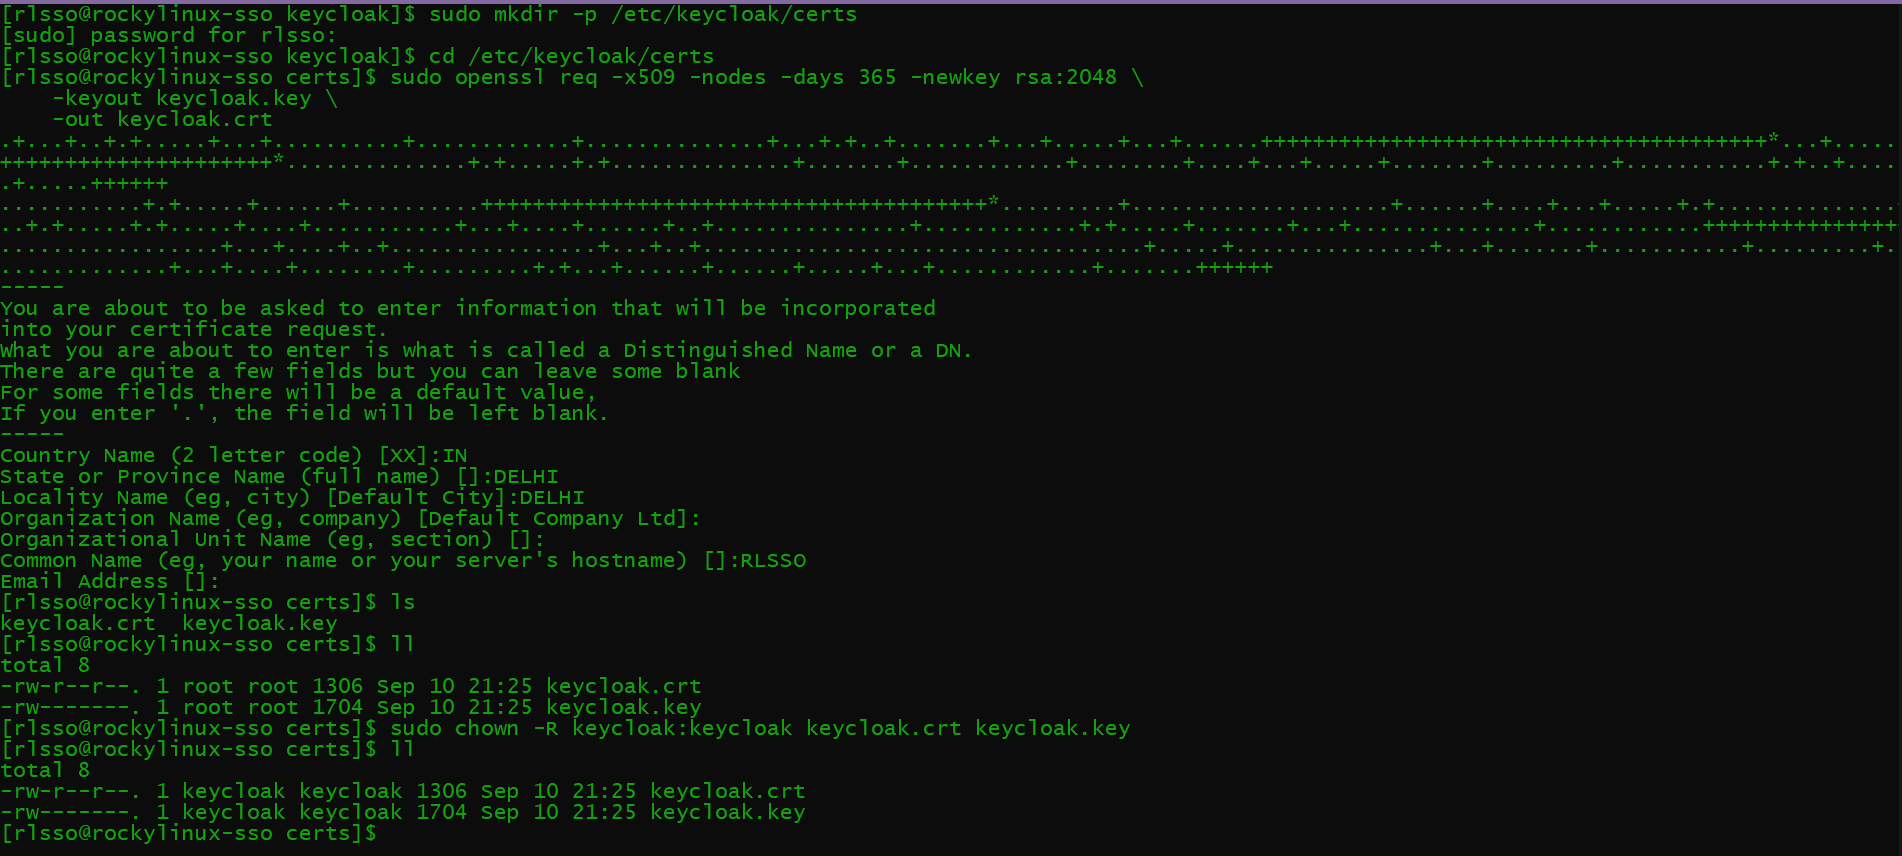 [rlsso@rockylinux-sso keycloak]$ sudo mkdir -p /etc/keycloak/certs
[sudo] password for rlsso:
[rlsso@rockylinux-sso keycloak]$ cd /etc/keycloak/certs
[rlsso@rockylinux-sso certs]$ sudo openssl req -x509 -nodes -days 365 -newkey rsa:2048 \
    -keyout keycloak.key \
    -out keycloak.crt
-----
You are about to be asked to enter information that will be incorporated
into your certificate request.
What you are about to enter is what is called a Distinguished Name or a DN.
There are quite a few fields but you can leave some blank
For some fields there will be a default value,
If you enter '.', the field will be left blank.
-----
Country Name (2 letter code) [XX]:IN
State or Province Name (full name) []:DELHI
Locality Name (eg, city) [Default City]:DELHI
Organization Name (eg, company) [Default Company Ltd]:
Organizational Unit Name (eg, section) []:
Common Name (eg, your name or your server's hostname) []:RLSSO
Email Address []:
[rlsso@rockylinux-sso certs]$ ls
keycloak.crt  keycloak.key
[rlsso@rockylinux-sso certs]$ ll
total 8
-rw-r--r--. 1 root root 1306 Sep 10 21:25 keycloak.crt
-rw-------. 1 root root 1704 Sep 10 21:25 keycloak.key
[rlsso@rockylinux-sso certs]$ sudo chown -R keycloak:keycloak keycloak.crt keycloak.key
[rlsso@rockylinux-sso certs]$ ll
total 8
-rw-r--r--. 1 keycloak keycloak 1306 Sep 10 21:25 keycloak.crt
-rw-------. 1 keycloak keycloak 1704 Sep 10 21:25 keycloak.key
[rlsso@rockylinux-sso certs]$